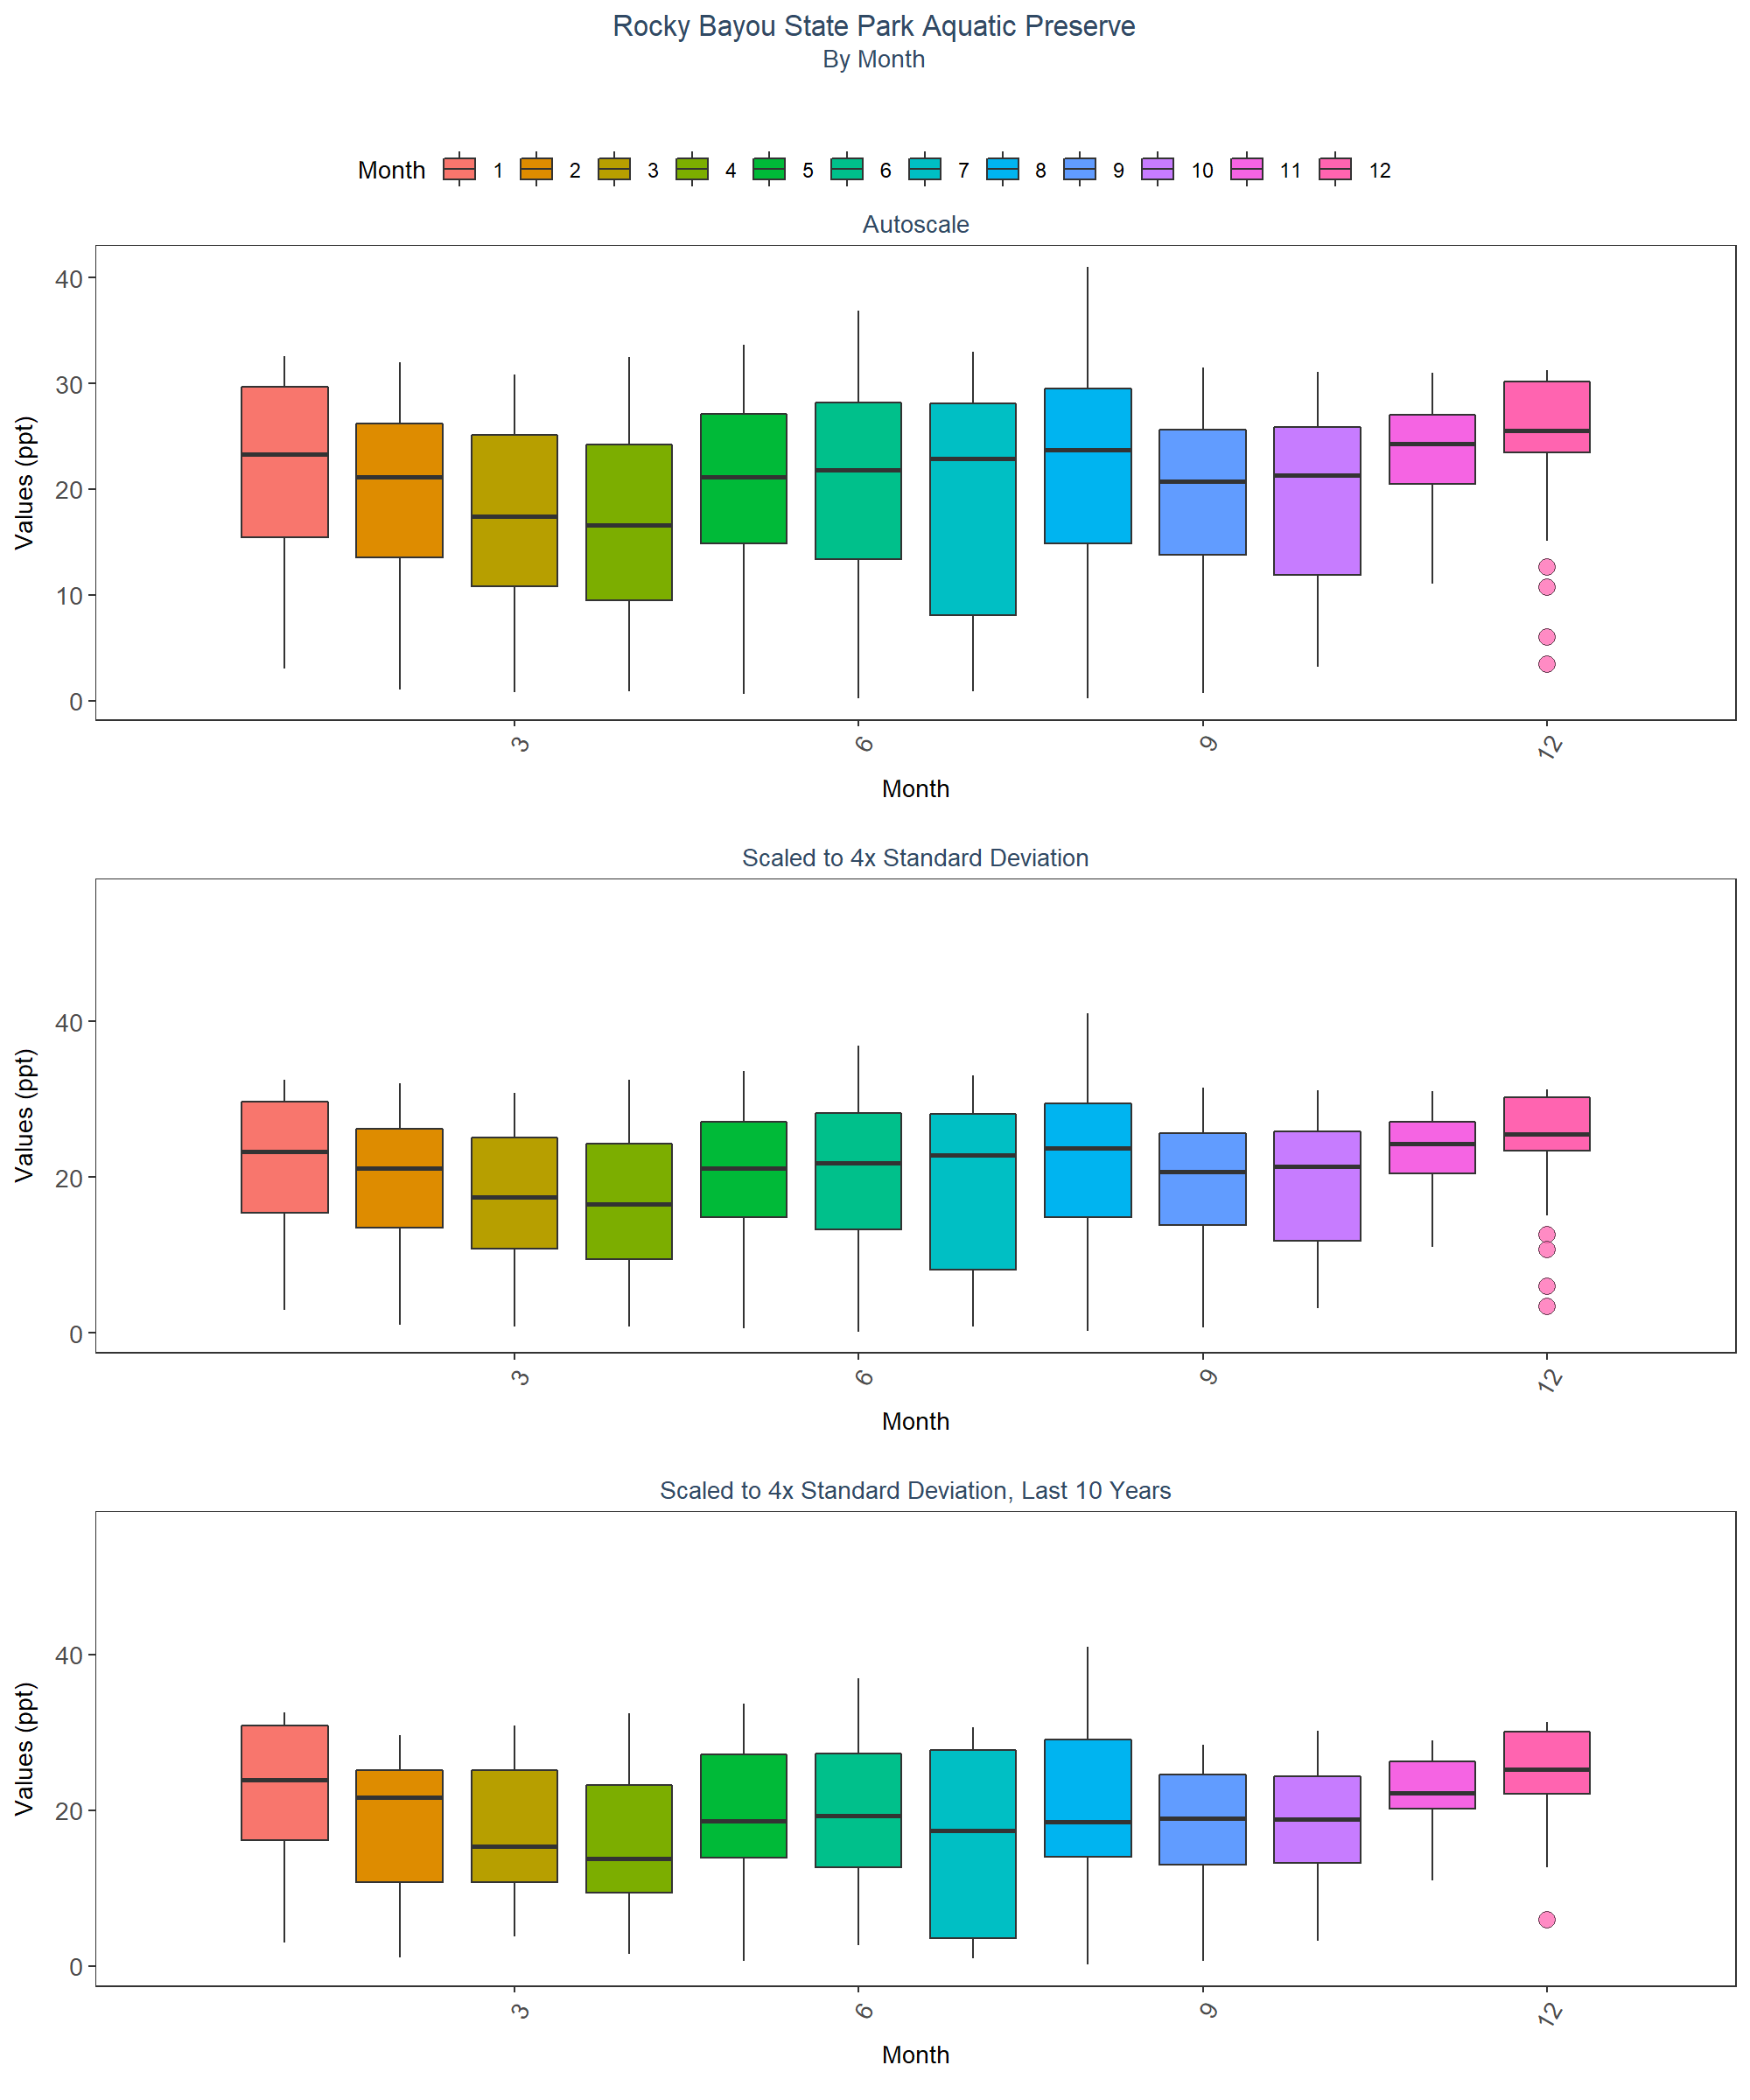 Rocky Bayou State Park Aquatic Preserve
By Month
Month 1 2 3 4 5 6 7 8 9 10 11 12
Autoscale
Values (ppt)
40
30
20
10
0
3 6 9 12
Month
Scaled to 4x Standard Deviation
Values (ppt)
40
20
0
3 6 9 12
Month
Scaled to 4x Standard Deviation, Last 10 Years
Values (ppt)
40
20
0
3 6 9 12
Month